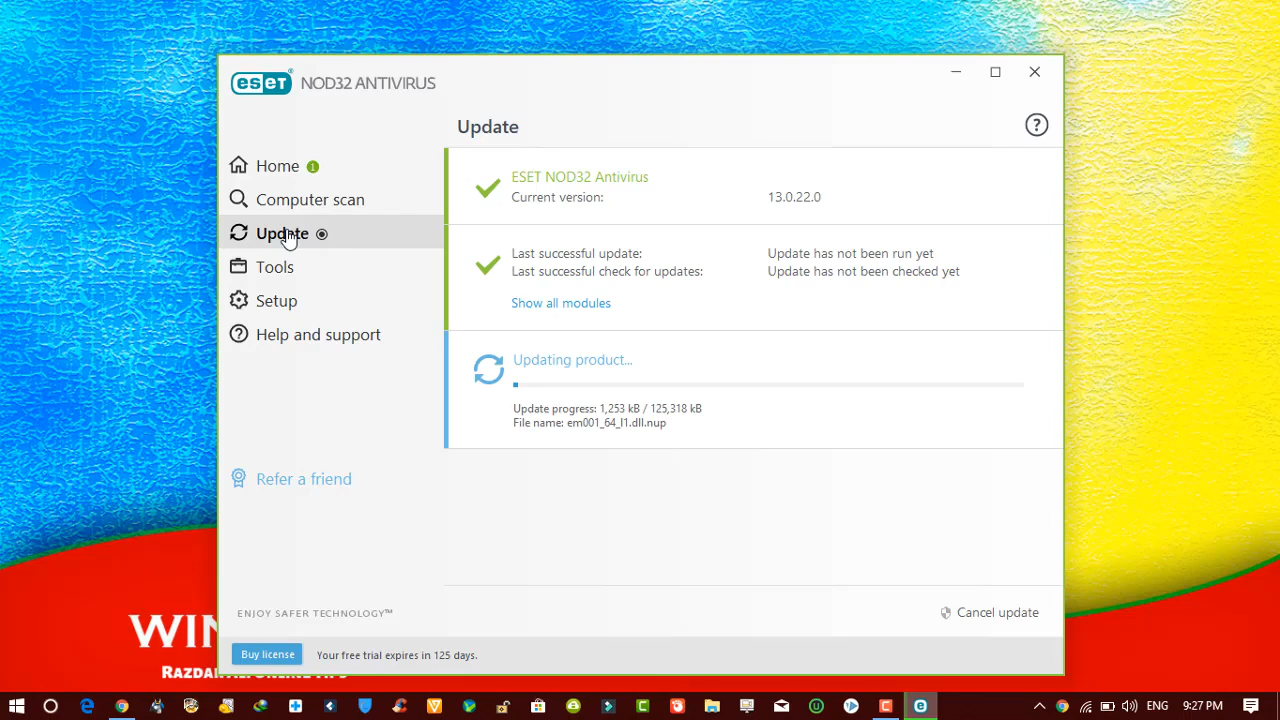 eseT® NOD32 ANTIVIRUS
Update
?
Home 1
Computer scan
Update
Tools
Setup
Help and support
Refer a friend
ESET NOD32 Antivirus
Current version: 13.0.22.0
Last successful update: Update has not been run yet
Last successful check for updates: Update has not been checked yet
Show all modules
Updating product...
Update progress: 1,253 kB / 125,318 kB
File name: em001_64_l1.dll.nup
ENJOY SAFER TECHNOLOGY™
Cancel update
Buy license Your free trial expires in 125 days.
ENG 9:27 PM